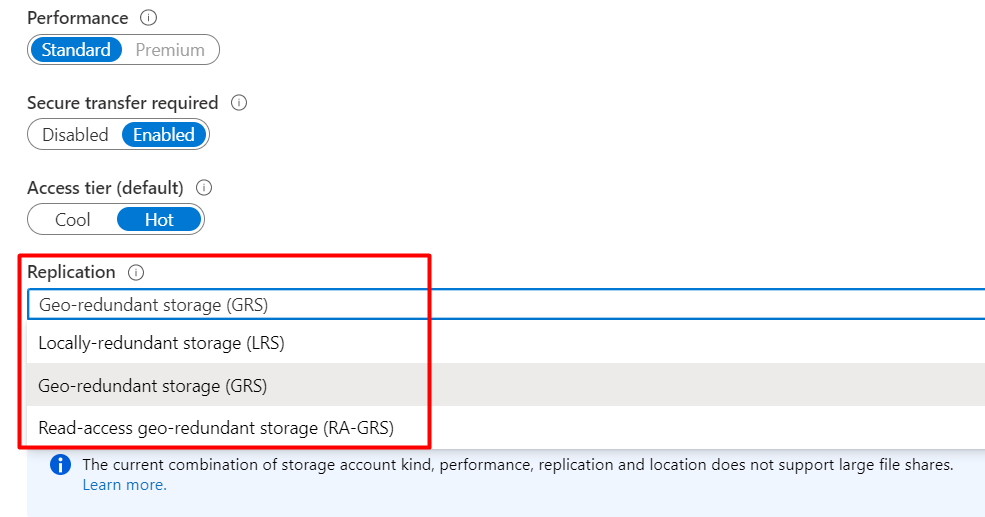 Performance
Standard Premium
Secure transfer required
Disabled Enabled
Access tier (default)
Cool Hot
Replication
Geo-redundant storage (GRS)
Locally-redundant storage (LRS)
Geo-redundant storage (GRS)
Read-access geo-redundant storage (RA-GRS)
The current combination of storage account kind, performance, replication and location does not support large file shares.
Learn more.